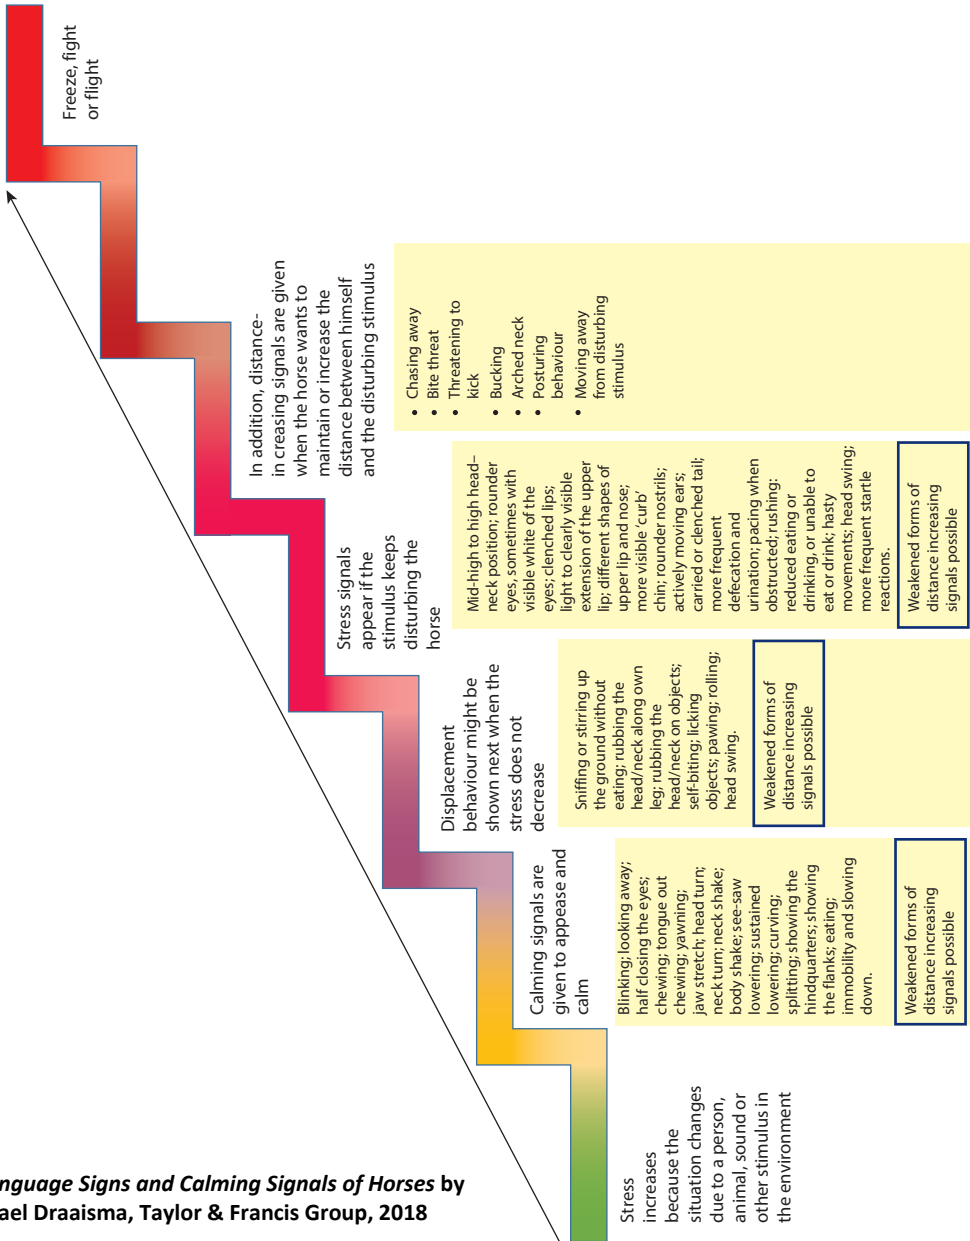 Freeze, fight
or flight
In addition, distance-
in creasing signals are given
when the horse wants to
maintain or increase the
distance between himself
and the disturbing stimulus
• Chasing away
• Bite threat
• Threatening to
kick
• Bucking
• Arched neck
• Posturing
behaviour
• Moving away
from disturbing
stimulus
Stress signals
appear if the
stimulus keeps
disturbing the
horse
Mid-high to high head–
neck position; rounder
eyes, sometimes with
visible white of the
eyes; clenched lips;
light to clearly visible
extension of the upper
lip; different shapes of
upper lip and nose;
more visible ‘curb’
chin; rounder nostrils;
actively moving ears;
carried or clenched tail;
more frequent
defecation and
urination; pacing when
obstructed; rushing:
reduced eating or
drinking, or unable to
eat or drink; hasty
movements; head swing;
more frequent startle
reactions.
Weakened forms of
distance increasing
signals possible
Displacement
behaviour might be
shown next when the
stress does not
decrease
Sniffing or stirring up
the ground without
eating; rubbing the
head/neck along own
leg; rubbing the
head/neck on objects;
self-biting; licking
objects; pawing; rolling;
head swing.
Weakened forms of
distance increasing
signals possible
Calming signals are
given to appease and
calm
Blinking; looking away;
half closing the eyes;
chewing; tongue out
chewing; yawning;
jaw stretch; head turn;
neck turn; neck shake;
body shake; see-saw
lowering; sustained
lowering; curving;
splitting; showing the
hindquarters; showing
the flanks; eating;
immobility and slowing
down.
Weakened forms of
distance increasing
signals possible
Stress
increases
because the
situation changes
due to a person,
animal, sound or
other stimulus in
the environment
nguage Signs and Calming Signals of Horses by
ael Draaisma, Taylor & Francis Group, 2018